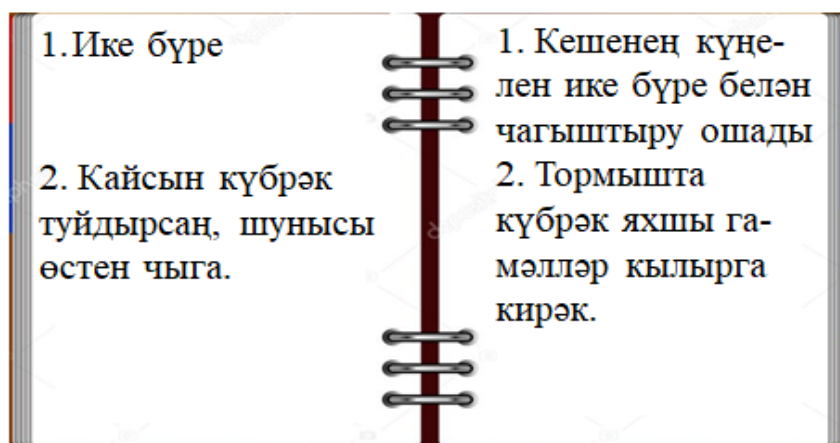 1.Ике бүре
2. Кайсын күбрәк
туйдырсаң, шунысы
өстен чыга.
1. Кешенең күңе-
лен ике бүре белән
чагыштыру ошады
2. Тормышта
күбрәк яхшы га-
мәлләр кылырга
кирәк.